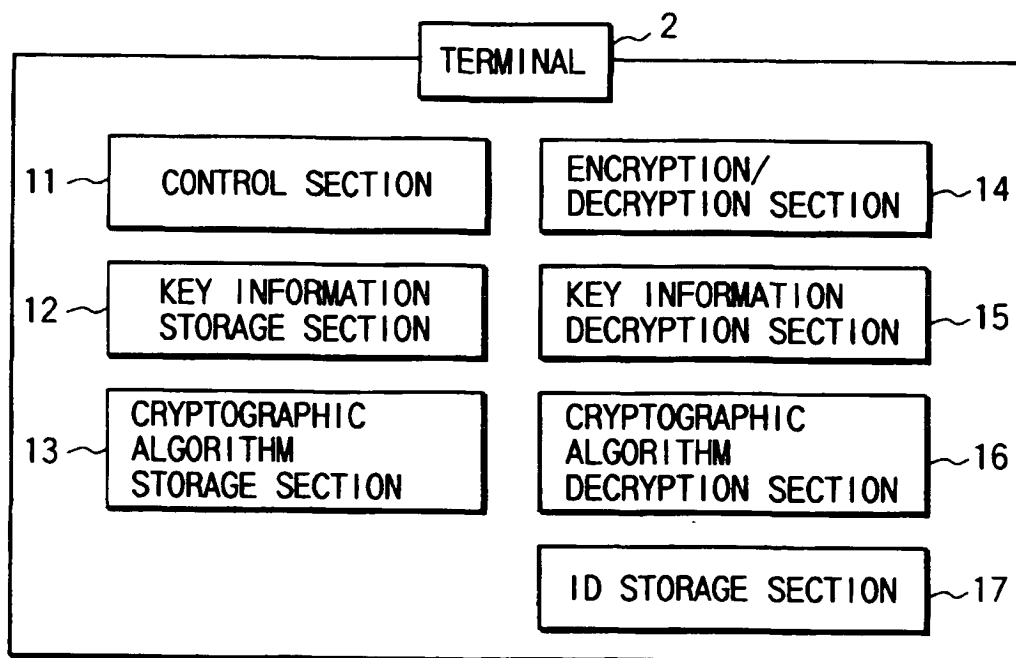 2
TERMINAL
11
CONTROL SECTION
ENCRYPTION/
DECRYPTION SECTION
14
12
KEY INFORMATION
STORAGE SECTION
KEY INFORMATION
DECRYPTION SECTION
15
13
CRYPTOGRAPHIC
ALGORITHM
STORAGE SECTION
CRYPTOGRAPHIC
ALGORITHM
DECRYPTION SECTION
16
ID STORAGE SECTION
17